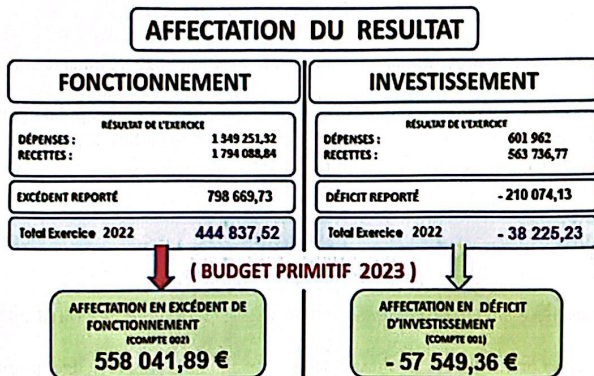 AFFECTATION DU RESULTAT
FONCTIONNEMENT
RÉSULTAT DE L'EXERCICE
DÉPENSES : 1 349 251,32
RECETTES : 1 794 088,84
EXCÉDENT REPORTÉ 798 669,73
Total Exercice 2022 444 837,52
INVESTISSEMENT
RÉSULTAT DE L'EXERCICE
DÉPENSES : 601 962
RECETTES : 563 736,77
DÉFICIT REPORTÉ - 210 074,13
Total Exercice 2022 - 38 225,23
( BUDGET PRIMITIF 2023 )
AFFECTATION EN EXCÉDENT DE
FONCTIONNEMENT
(COMPTE 002)
558 041,89 €
AFFECTATION EN DÉFICIT
D'INVESTISSEMENT
(COMPTE 001)
- 57 549,36 €